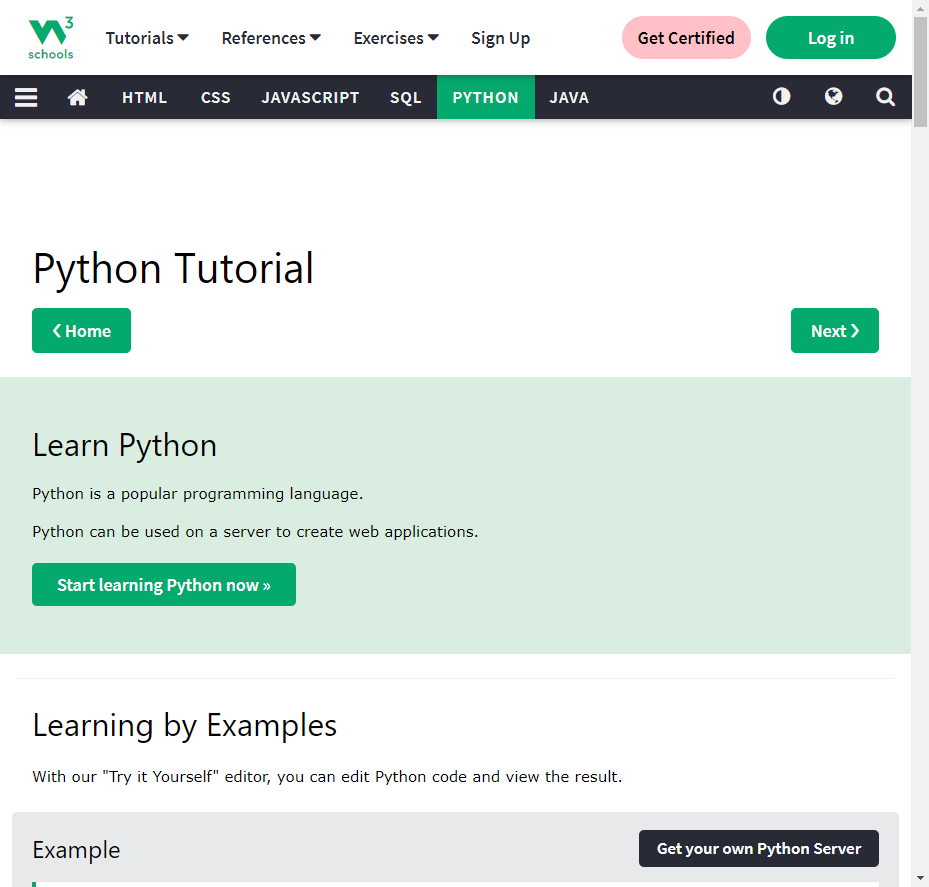 3
schools
Tutorials References Exercises Sign Up Get Certified Log in
HTML CSS JAVASCRIPT SQL PYTHON JAVA
Python Tutorial
❮ Home Next ❯
Learn Python
Python is a popular programming language.
Python can be used on a server to create web applications.
Start learning Python now »
Learning by Examples
With our "Try it Yourself" editor, you can edit Python code and view the result.
Example Get your own Python Server